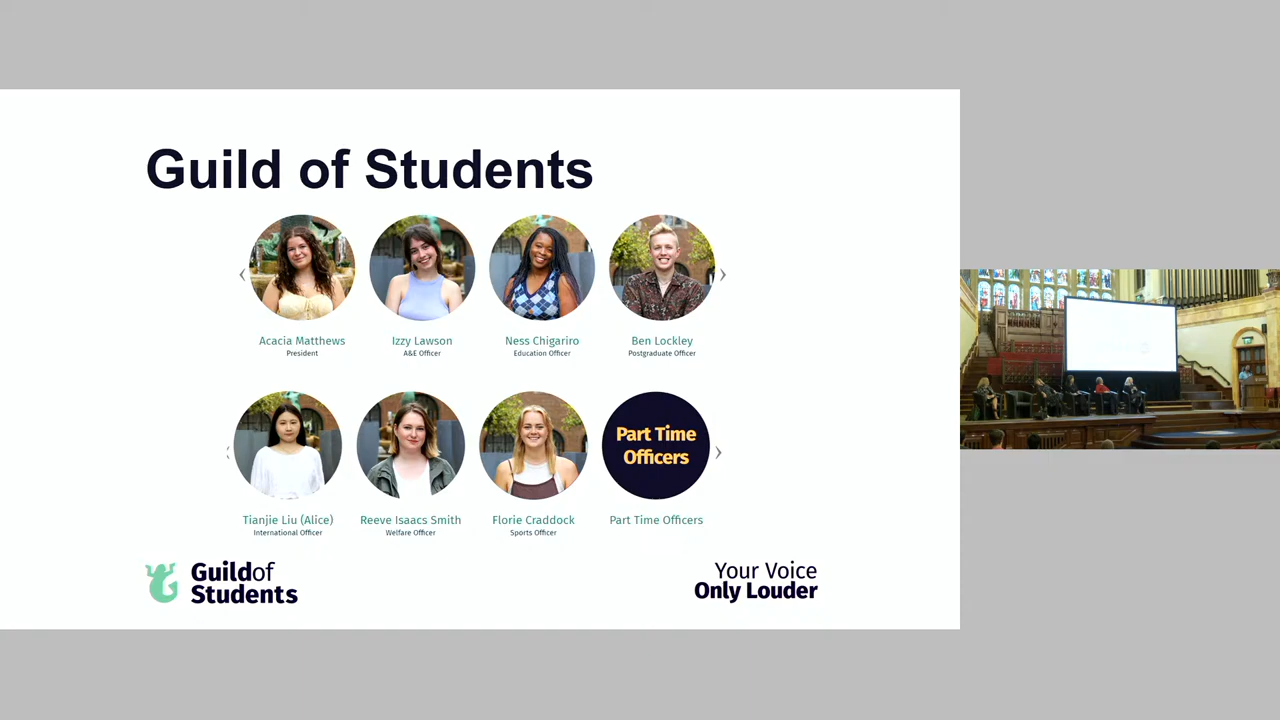 Guild of Students
Acacia Matthews
President
Izzy Lawson
A&E Officer
Ness Chigariro
Education Officer
Ben Lockley
Postgraduate Officer
Part Time
Officers
Tianjie Liu (Alice)
International Officer
Reeve Isaacs Smith
Welfare Officer
Florie Craddock
Sports Officer
Part Time Officers
Guildof
Students
Your Voice
Only Louder